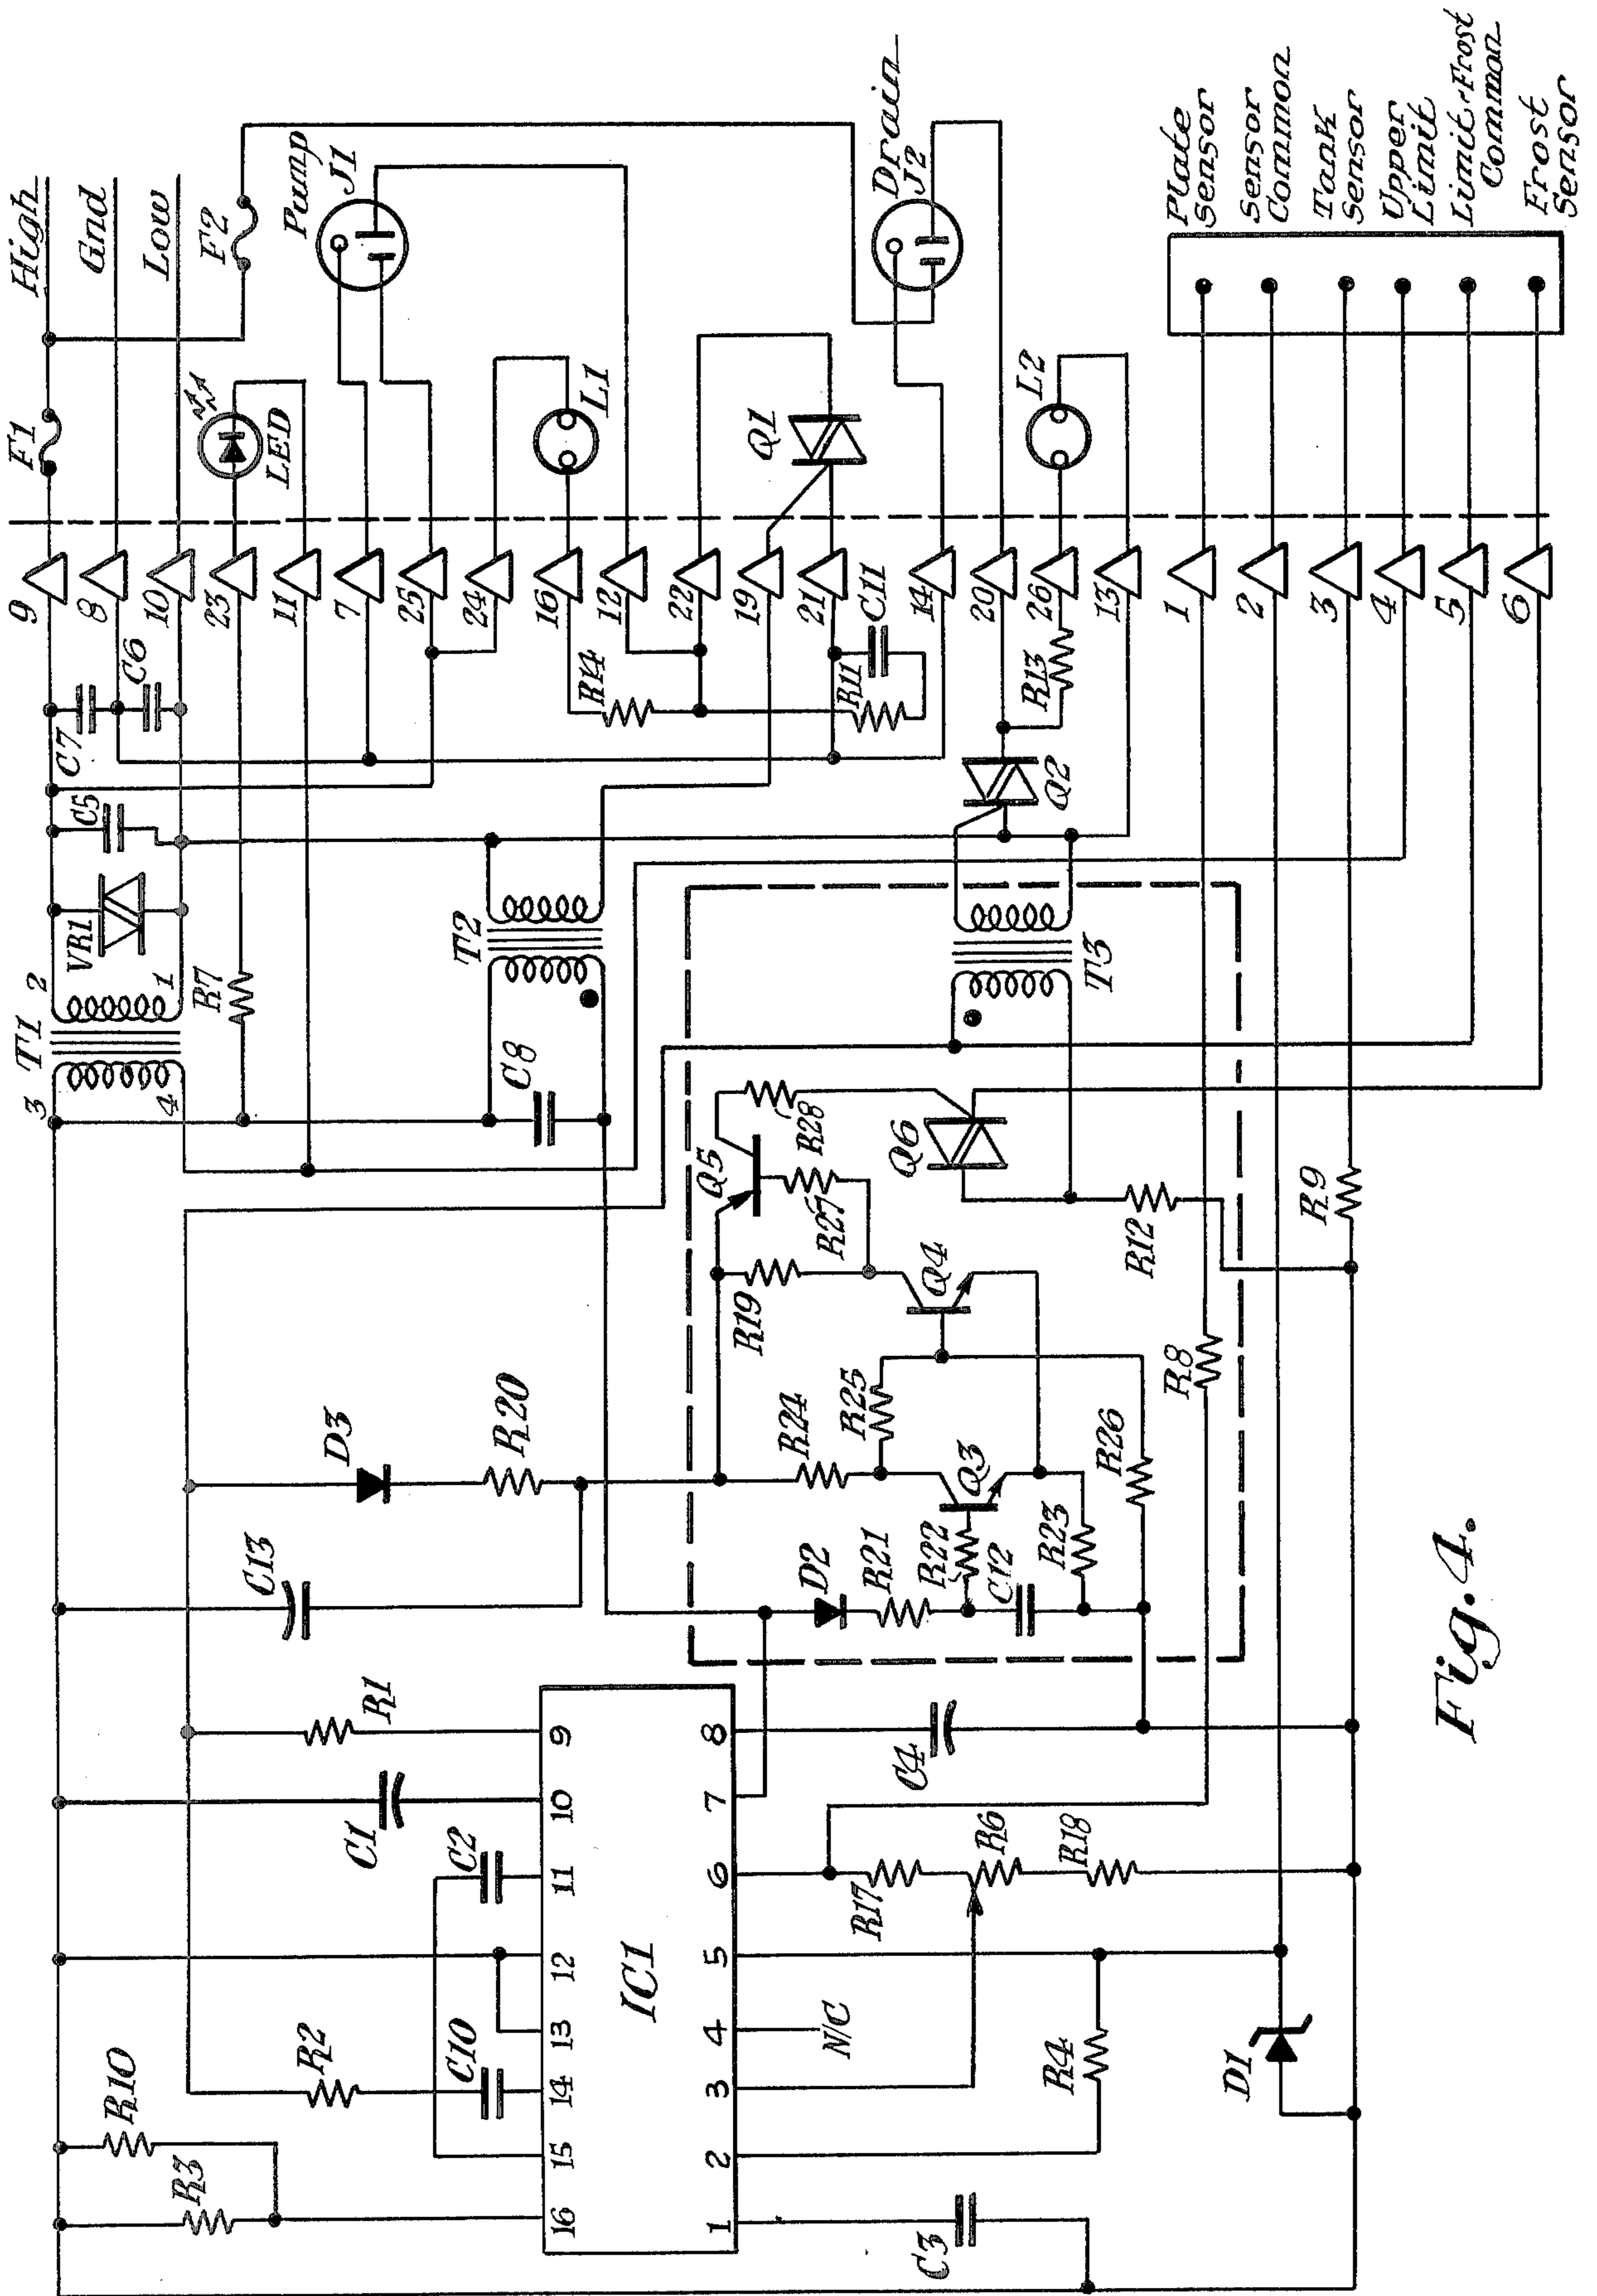 High
Gnd
Low
F1
F2
LED
Pump
J1
L1
Q1
Drain
J2
L2
Plate
Sensor
Sensor
Common
Tank
Sensor
Upper
Limit
Limit-Frost
Common
Frost
Sensor
9
8
10
23
11
7
25
24
16
12
22
19
21
14
20
26
13
1
2
3
4
5
6
C7
C6
C5
VR1
R14
R11
C11
R13
Q2
T1
3
2
4
1
R7
T2
C8
T3
Q5
R28
R27
Q6
R12
R9
R19
Q4
R8
D3
R20
R24
R25
Q3
R26
C13
D2
R21
R22
C12
R23
R1
C1
C2
C4
R10
R3
R2
C10
16
15
14
13
12
11
10
9
IC1
1
2
3
4
5
6
7
8
N/C
R17
R6
R18
R4
D1
C3
Fig. 4.